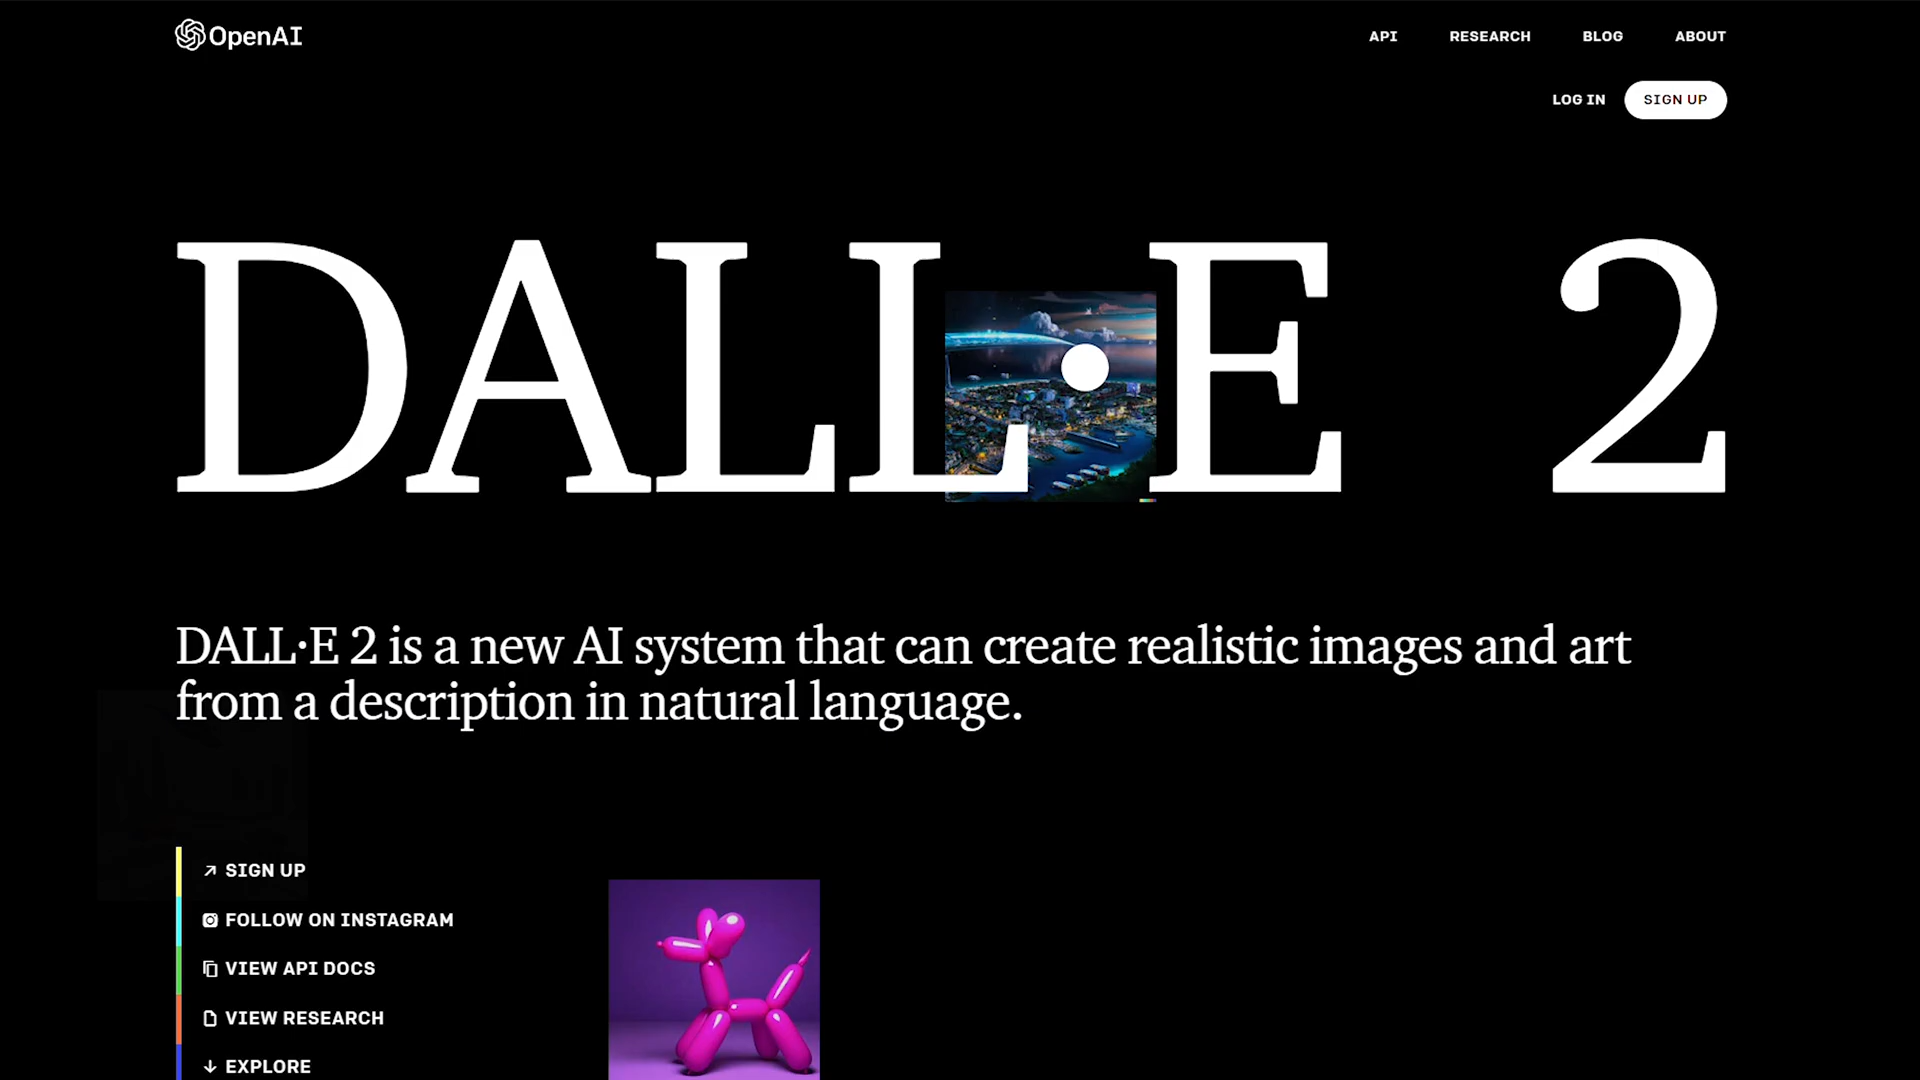 OpenAI
API RESEARCH BLOG ABOUT
LOG IN SIGN UP
DALL·E 2
DALL·E 2 is a new AI system that can create realistic images and art
from a description in natural language.
SIGN UP
FOLLOW ON INSTAGRAM
VIEW API DOCS
VIEW RESEARCH
EXPLORE